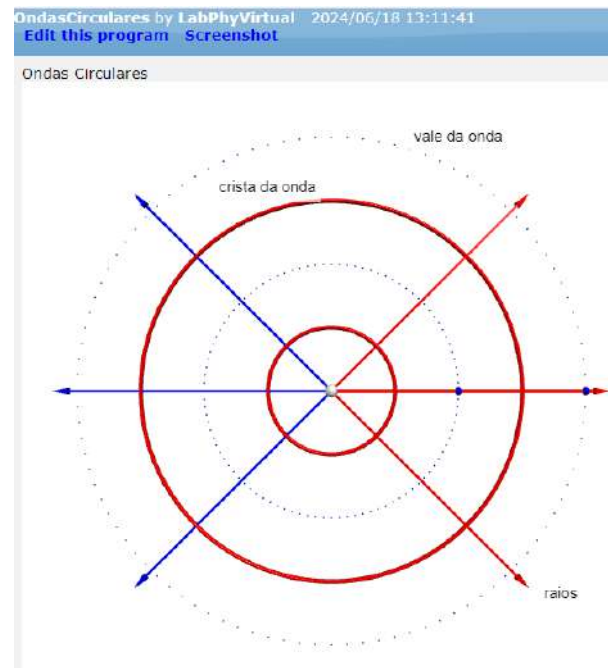 OndasCirculares by LabPhyVirtual 2024/06/18 13:11:41
Edit this program Screenshot
Ondas Circulares
vale da onda
crista da onda
raios